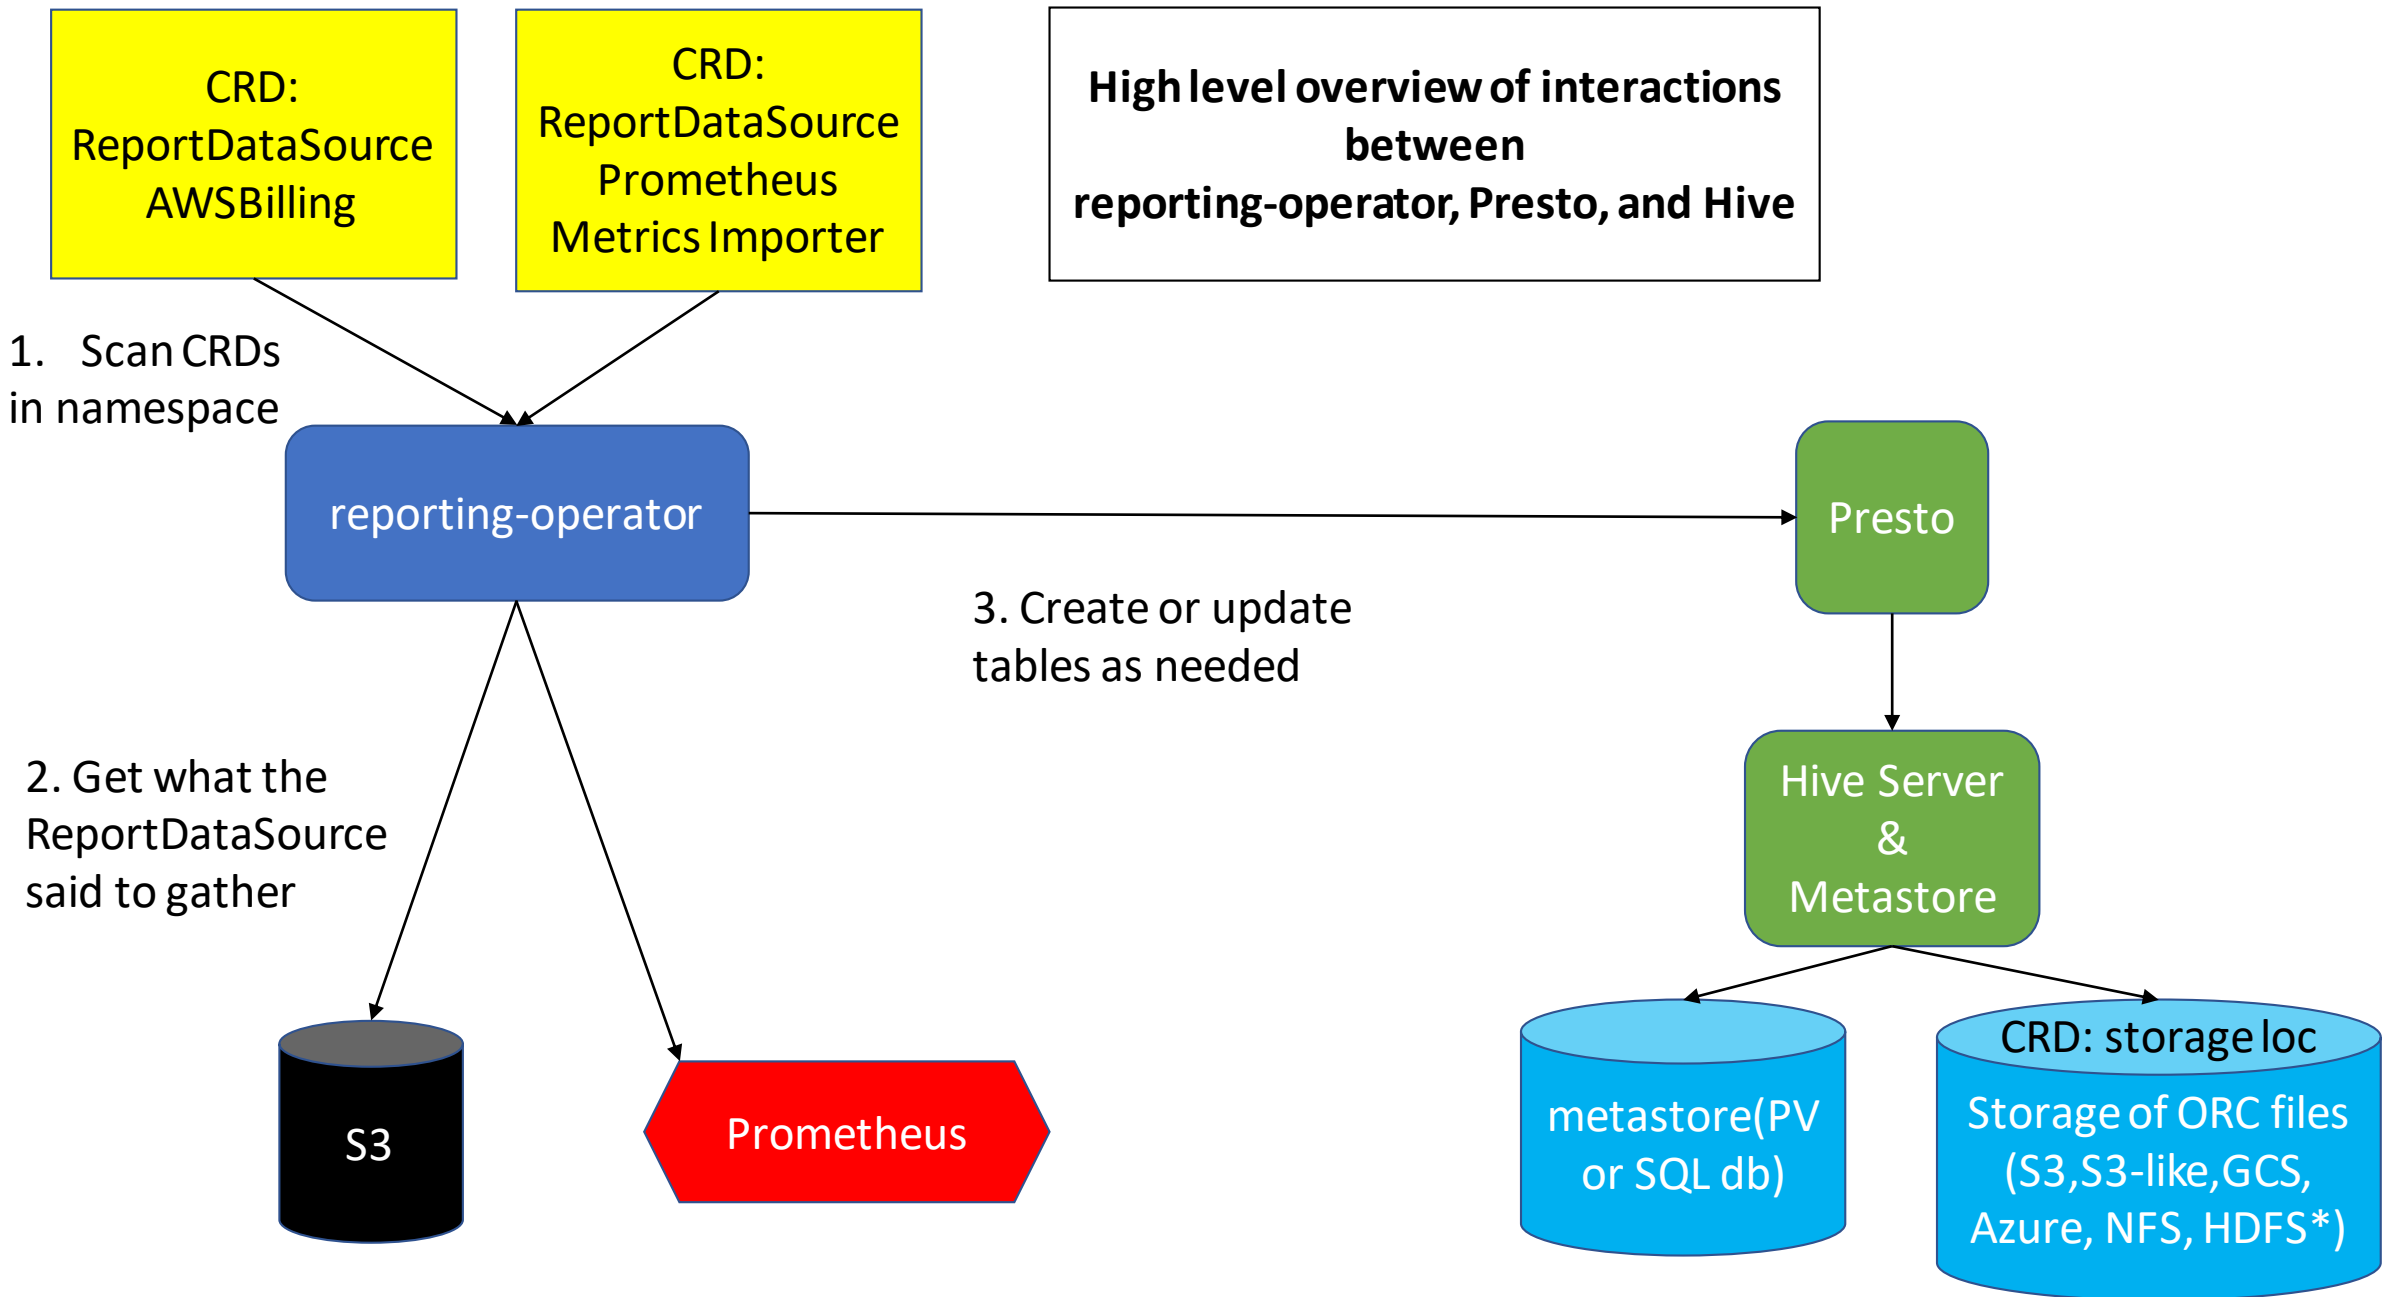 CRD:
ReportDataSource
AWSBilling
CRD:
ReportDataSource
Prometheus
Metrics Importer
High level overview of interactions
between
reporting-operator, Presto, and Hive
1. Scan CRDs
in namespace
reporting-operator
Presto
3. Create or update
tables as needed
2. Get what the
ReportDataSource
said to gather
Hive Server
&
Metastore
S3
Prometheus
metastore(PV
or SQL db)
CRD: storage loc
Storage of ORC files
(S3,S3-like,GCS,
Azure, NFS, HDFS*)